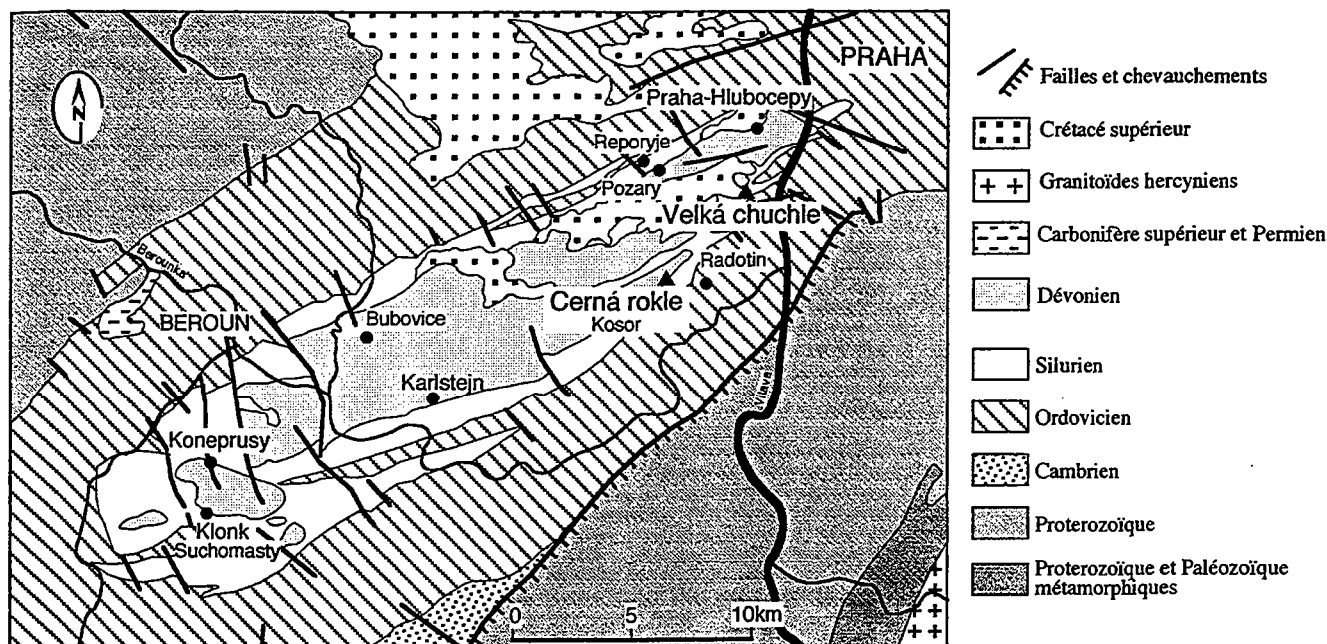 N
PRAHA
Praha-Hlubocepy
Reporyje
Pozary
Velká chuchle
Radotin
Berounka
BEROUN
Bubovice
Cerná rokle
Kosor
Karlstejn
Vltava
Koneprusy
Klonk
Suchomasty
0 5 10km
Failles et chevauchements
Crétacé supérieur
Granitoïdes hercyniens
Carbonifère supérieur et Permien
Dévonien
Silurien
Ordovicien
Cambrien
Proterozoïque
Proterozoïque et Paléozoïque
métamorphiques